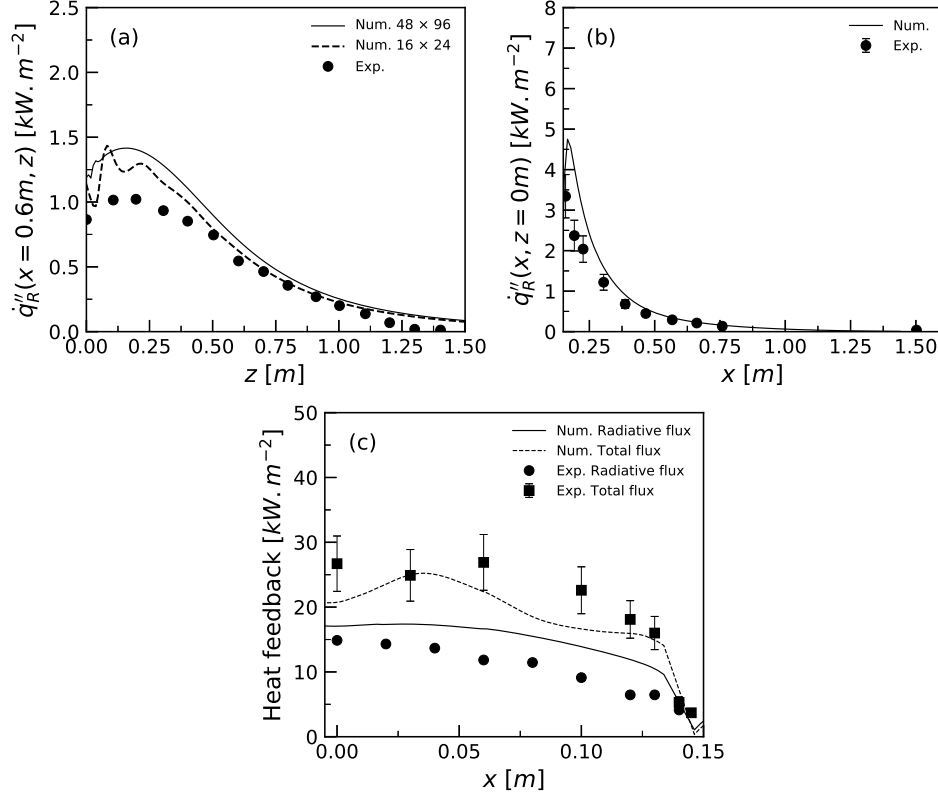 (a)
Num. 48 × 96
Num. 16 × 24
Exp.
2.5
2.0
1.5
1.0
0.5
0.0
q̇″R(x = 0.6m, z) [kW.m−2]
0.00 0.25 0.50 0.75 1.00 1.25 1.50
z [m]
(b)
Num.
Exp.
8
7
6
5
4
3
2
1
0
q̇″R(x, z = 0m) [kW.m−2]
0.25 0.50 0.75 1.00 1.25 1.50
x [m]
(c)
Num. Radiative flux
Num. Total flux
Exp. Radiative flux
Exp. Total flux
50
40
30
20
10
0
Heat feedback [kW.m−2]
0.00 0.05 0.10 0.15
x [m]